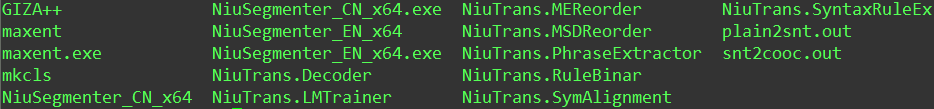 GIZA++ NiuSegmenter_CN_x64.exe NiuTrans.MEReorder NiuTrans.SyntaxRuleEx
maxent NiuSegmenter_EN_x64 NiuTrans.MSDReorder plain2snt.out
maxent.exe NiuSegmenter_EN_x64.exe NiuTrans.PhraseExtractor snt2cooc.out
mkcls NiuTrans.Decoder NiuTrans.RuleBinar
NiuSegmenter_CN_x64 NiuTrans.LMTrainer NiuTrans.SymAlignment